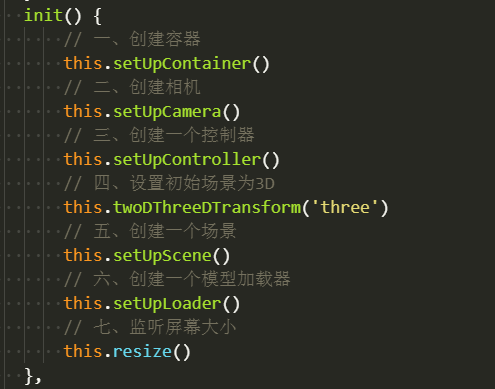 init() {
// 一、创建容器
this.setUpContainer()
// 二、创建相机
this.setUpCamera()
// 三、创建一个控制器
this.setUpController()
// 四、设置初始场景为3D
this.twoDThreeDTransform('three')
// 五、创建一个场景
this.setUpScene()
// 六、创建一个模型加载器
this.setUpLoader()
// 七、监听屏幕大小
this.resize()
},